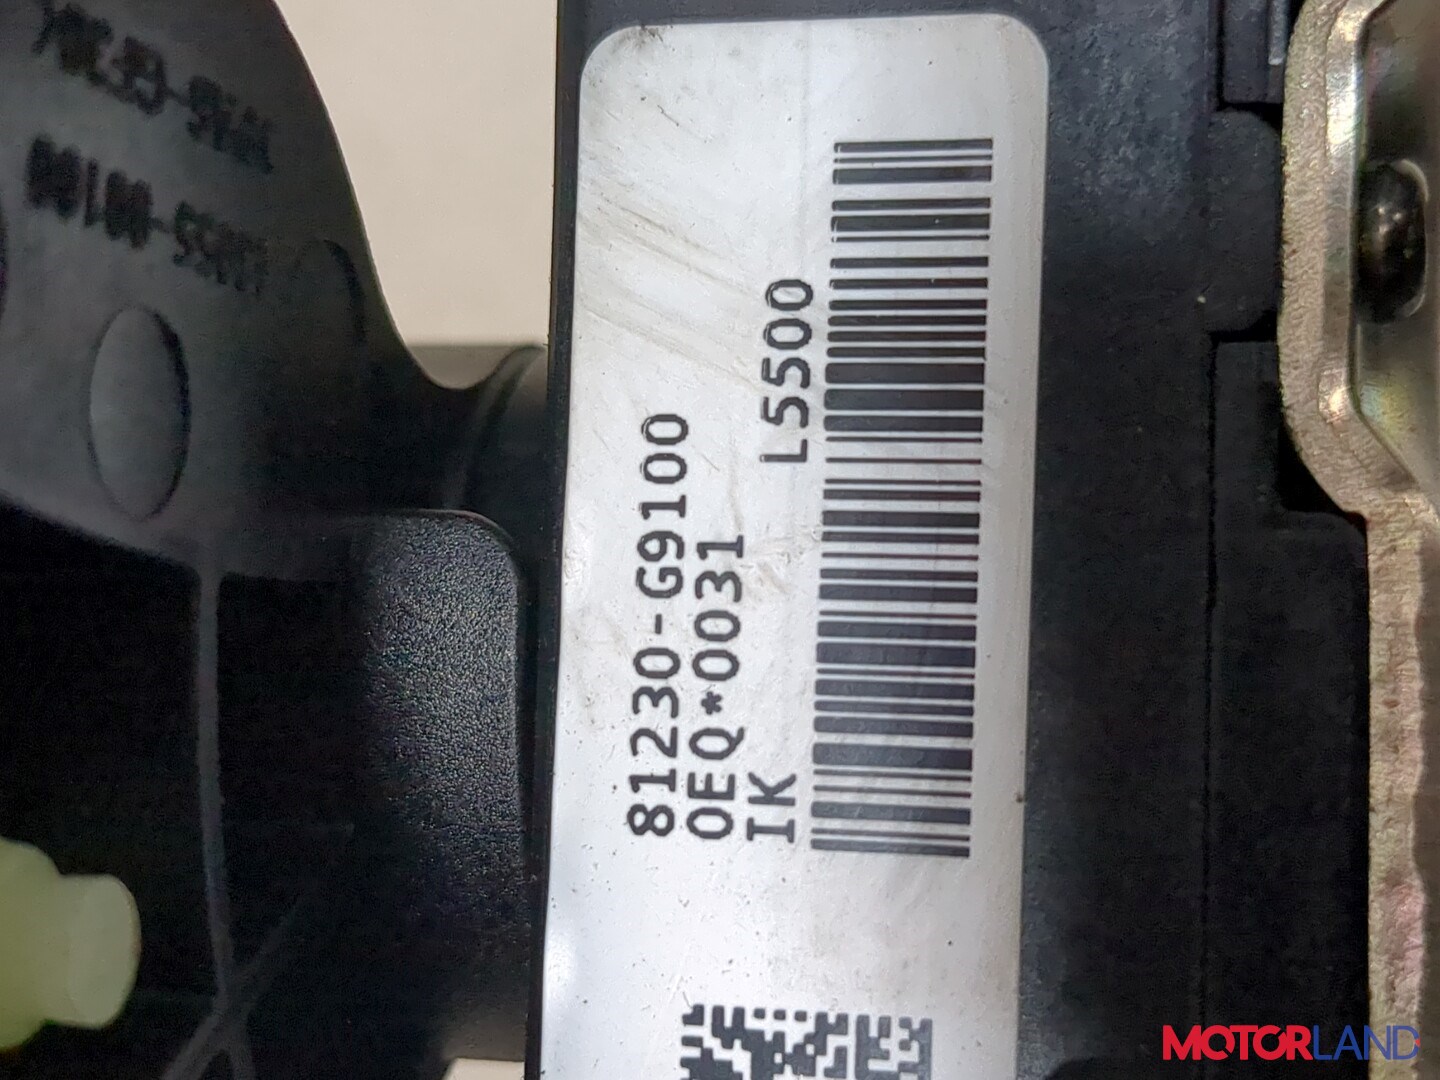 81230-G9100
0EQ*0031
IK
L5500
MOTORLAND